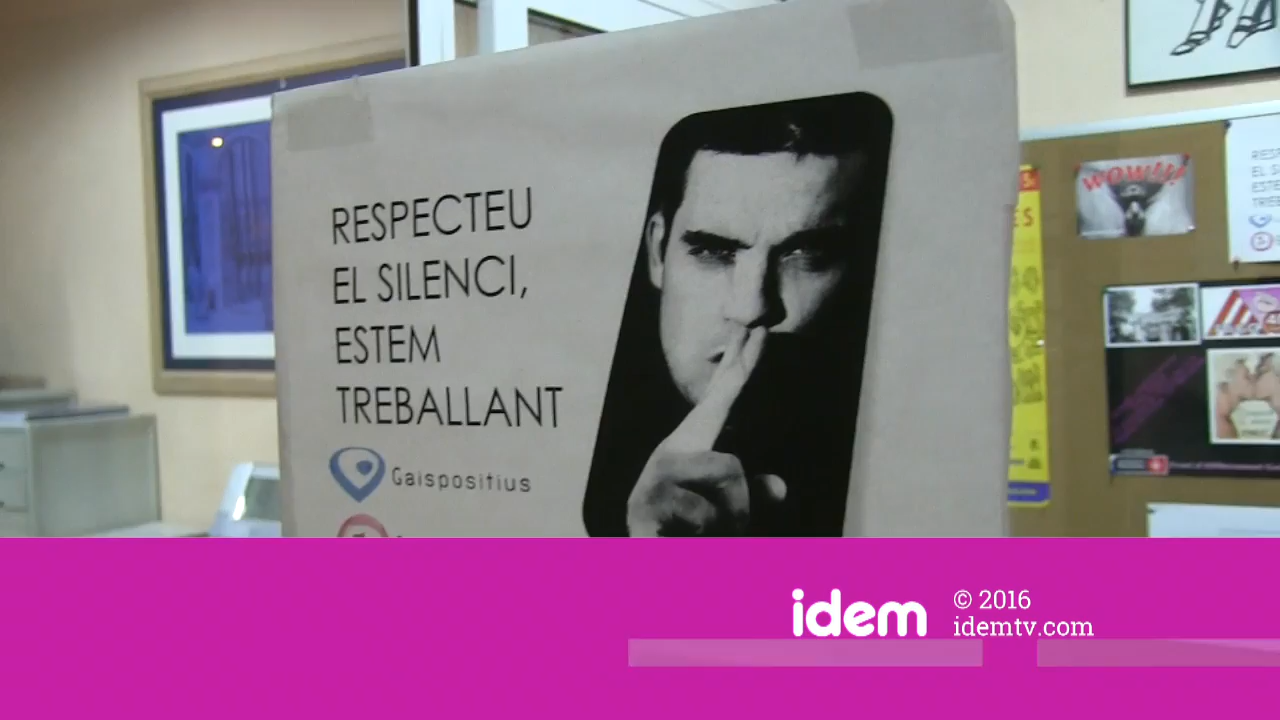 RESPECTEU
EL SILENCI,
ESTEM
TREBALLANT
Gaispositius
WOW!!!
idem
© 2016
idemtv.com